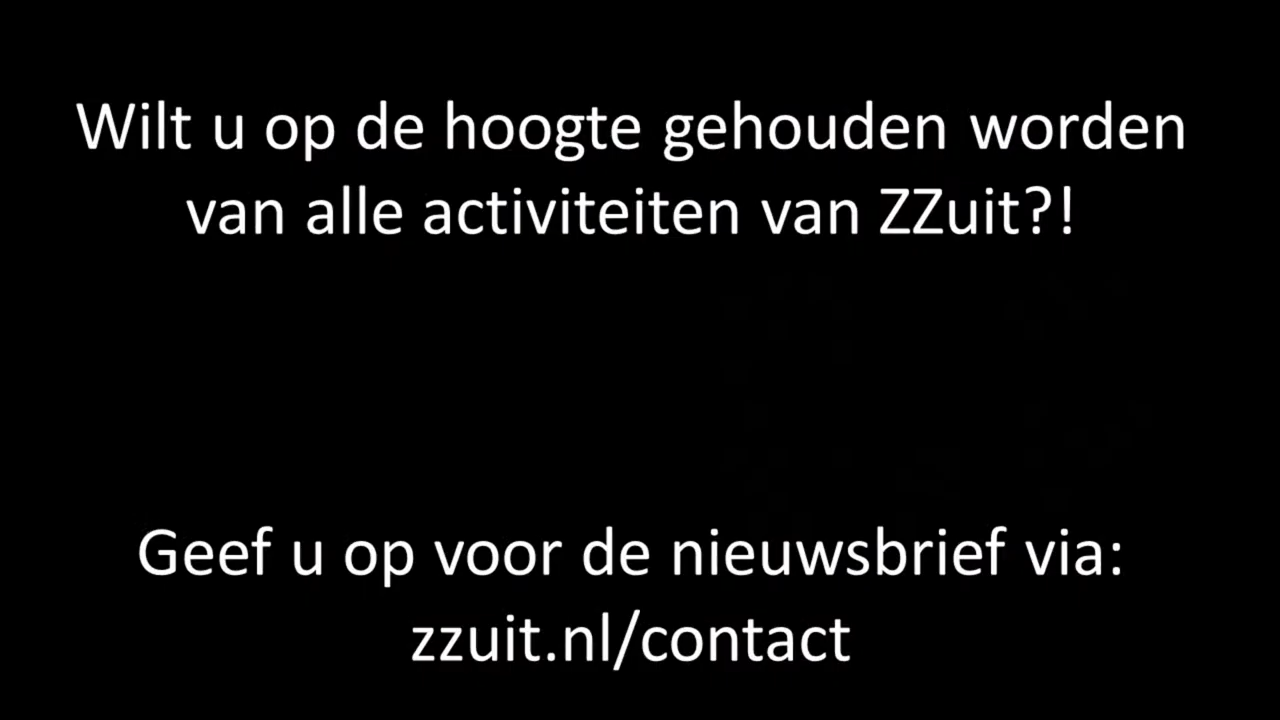 Wilt u op de hoogte gehouden worden
van alle activiteiten van ZZuit?!
Geef u op voor de nieuwsbrief via:
zzuit.nl/contact